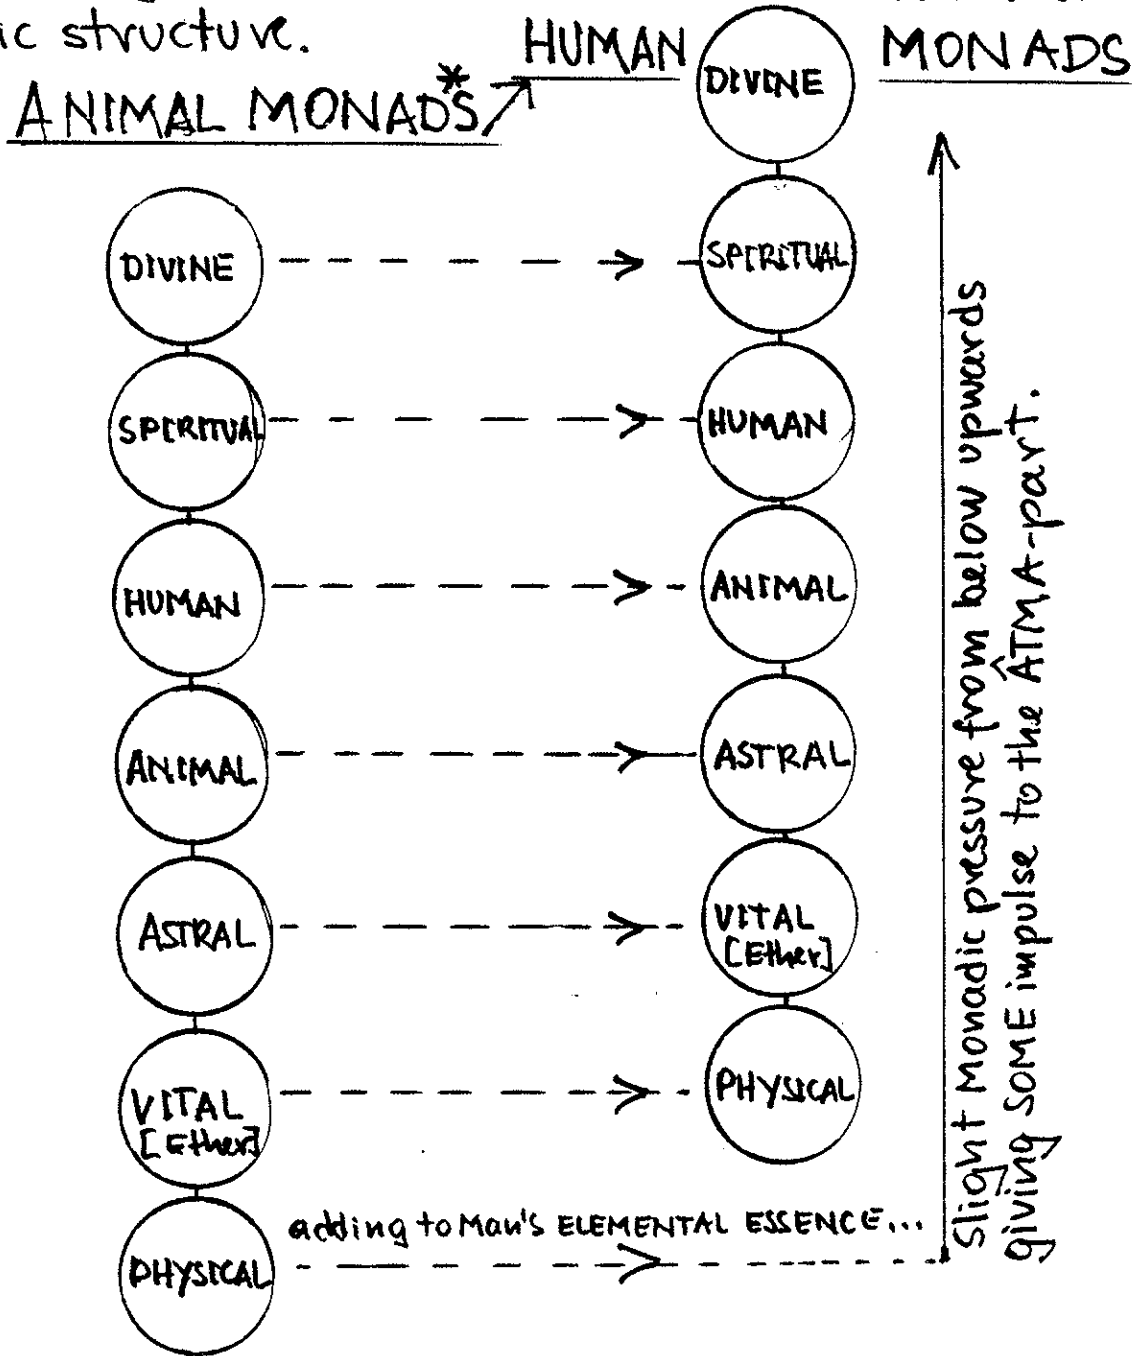 ic structure.
HUMAN MONADS
ANIMAL MONADS*
DIVINE
DIVINE
SPIRITUAL
SPIRITUAL
HUMAN
HUMAN
ANIMAL
ANIMAL
ASTRAL
ASTRAL
VITAL
[Ether]
VITAL
[Ether]
PHYSICAL
PHYSICAL
adding to Man's ELEMENTAL ESSENCE...
Slight Monadic pressure from below upwards
giving SOME impulse to the ÂTMA-part.